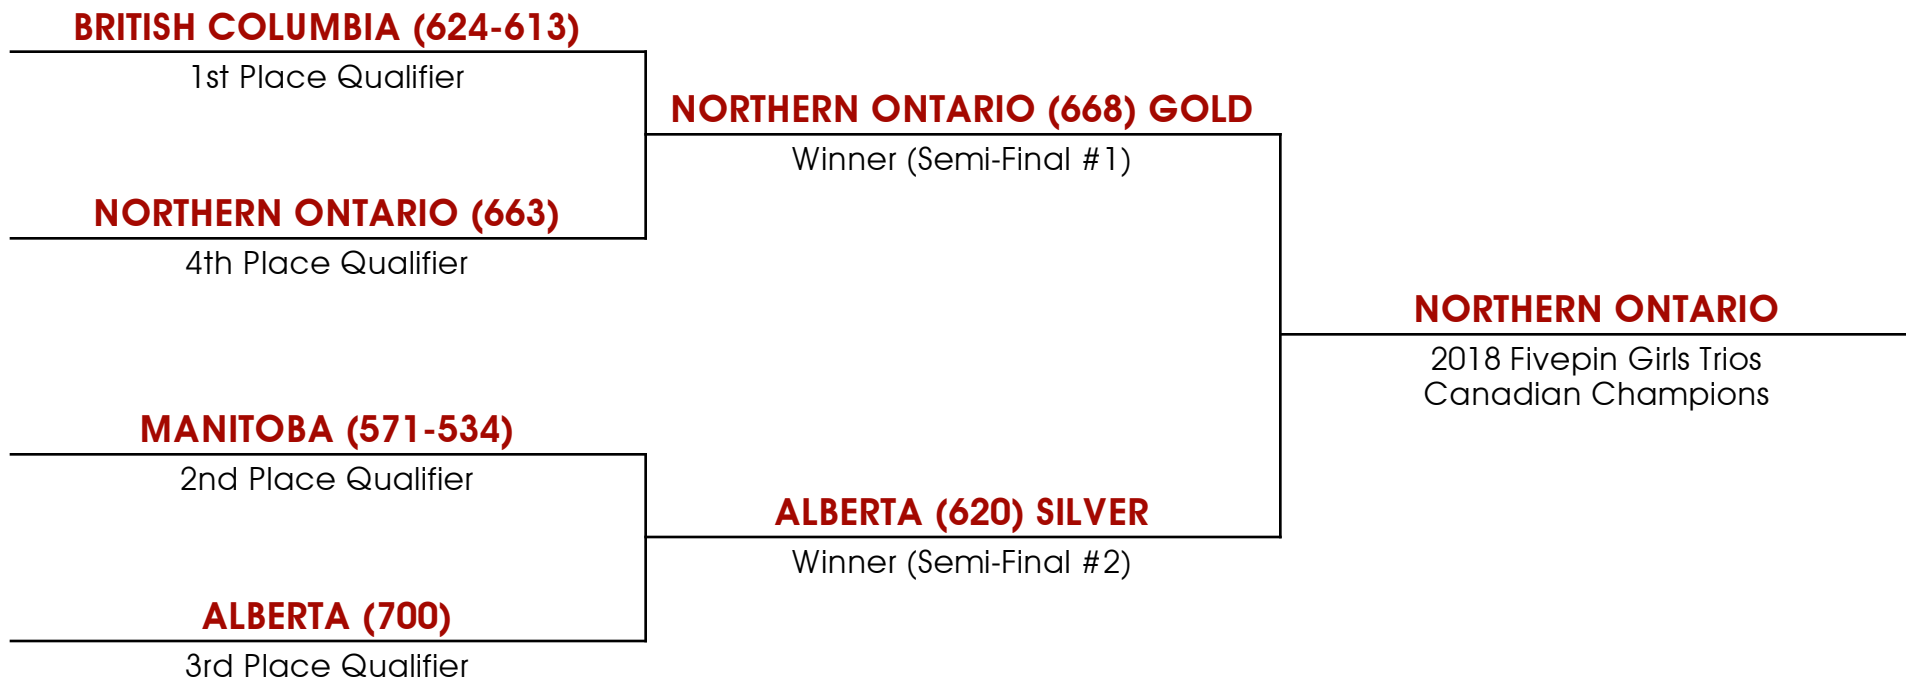 BRITISH COLUMBIA (624-613)
1st Place Qualifier
NORTHERN ONTARIO (668) GOLD
Winner (Semi-Final #1)
NORTHERN ONTARIO (663)
4th Place Qualifier
NORTHERN ONTARIO
2018 Fivepin Girls Trios
Canadian Champions
MANITOBA (571-534)
2nd Place Qualifier
ALBERTA (620) SILVER
Winner (Semi-Final #2)
ALBERTA (700)
3rd Place Qualifier